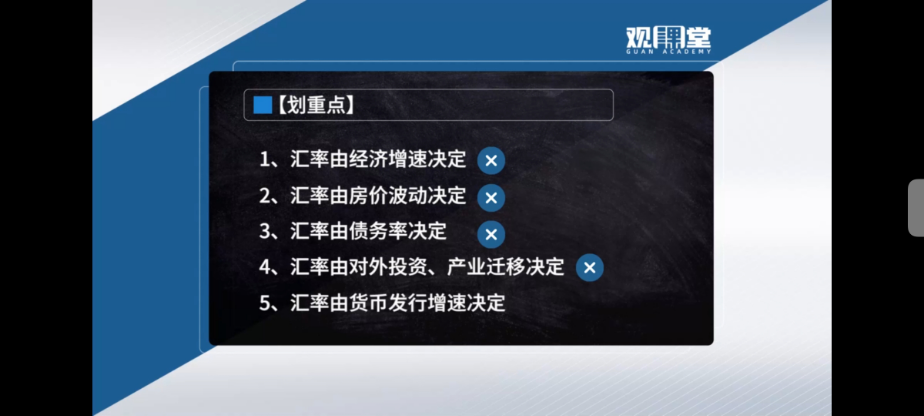 观棋堂
GUAN ACADEMY
【划重点】
1、汇率由经济增速决定
2、汇率由房价波动决定
3、汇率由债务率决定
4、汇率由对外投资、产业迁移决定
5、汇率由货币发行增速决定